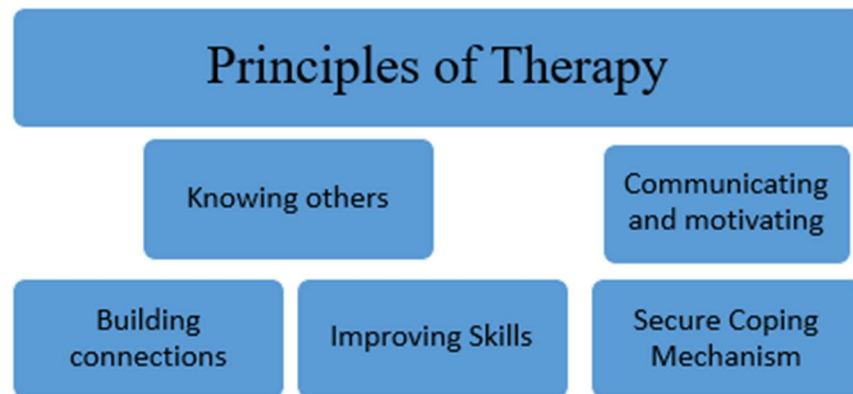 Principles of Therapy
Knowing others
Communicating
and motivating
Building
connections
Improving Skills
Secure Coping
Mechanism